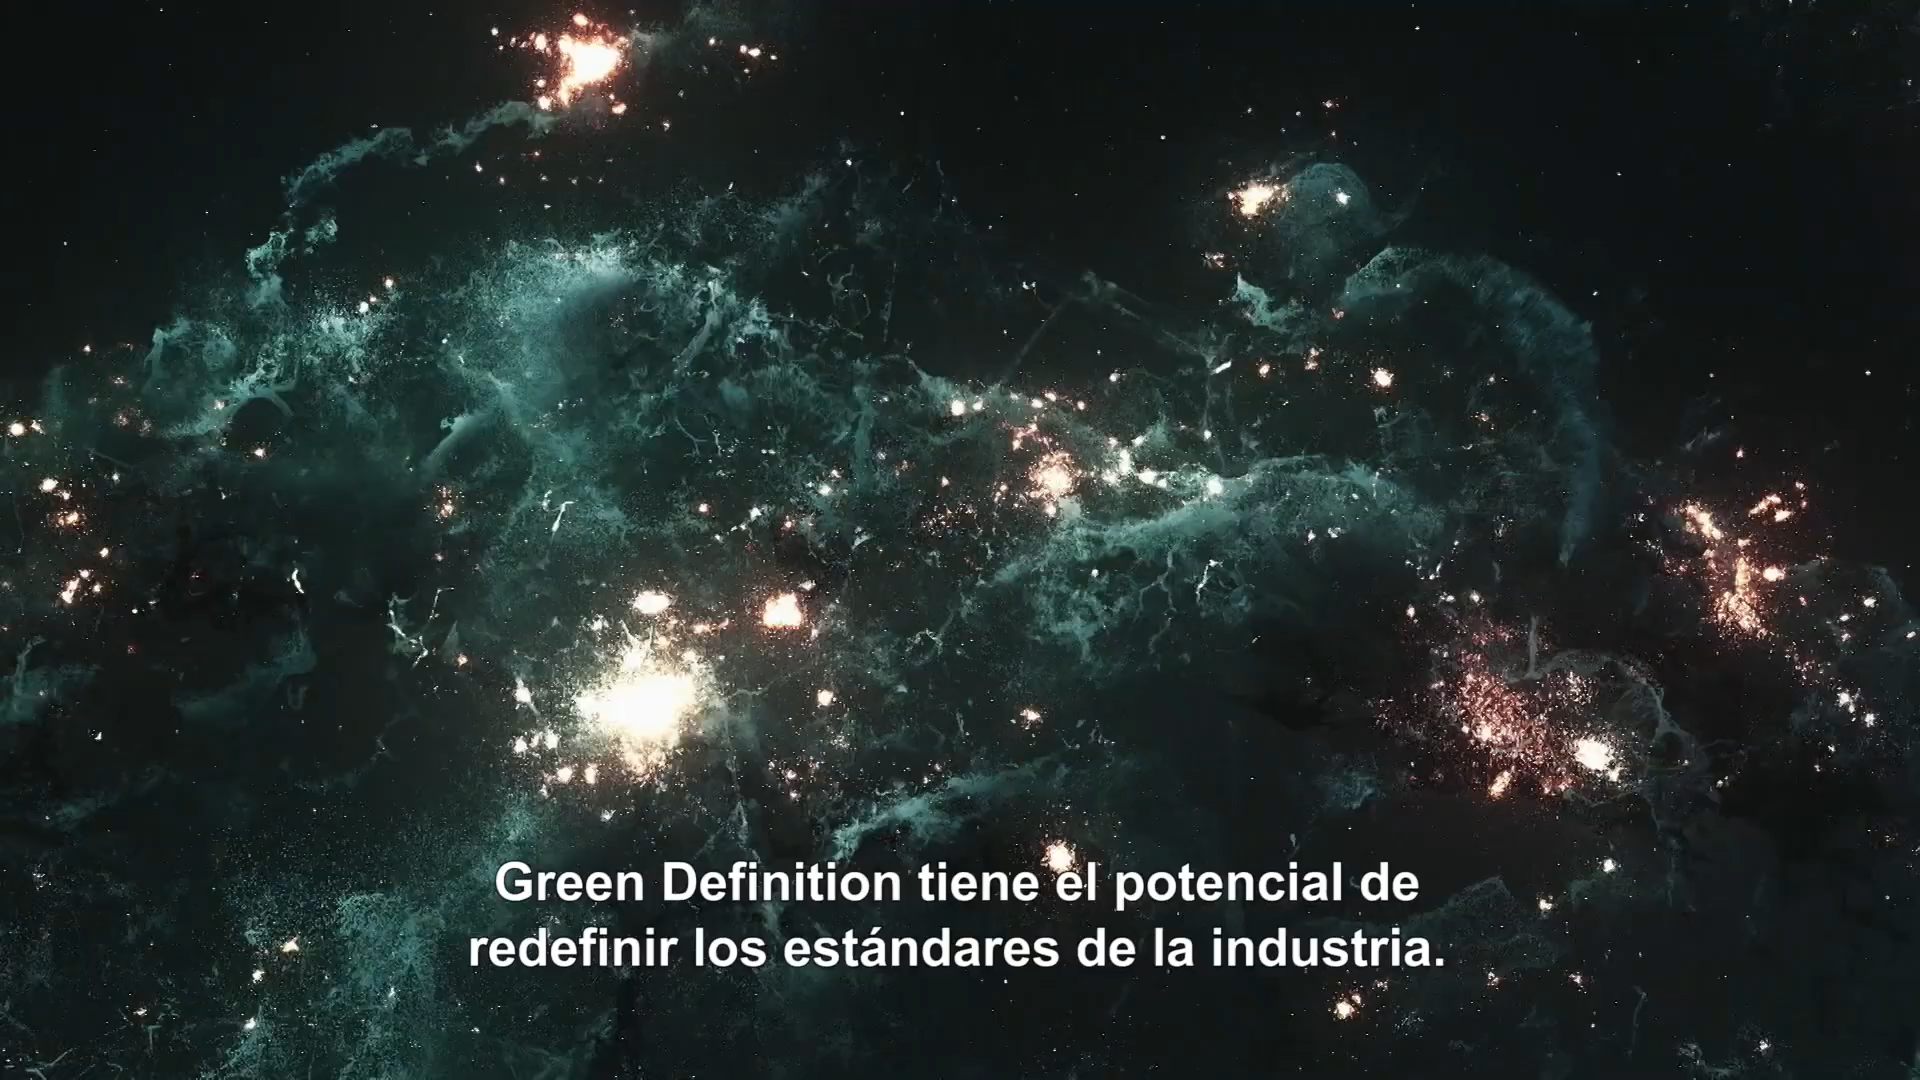 Green Definition tiene el potencial de
redefinir los estándares de la industria.